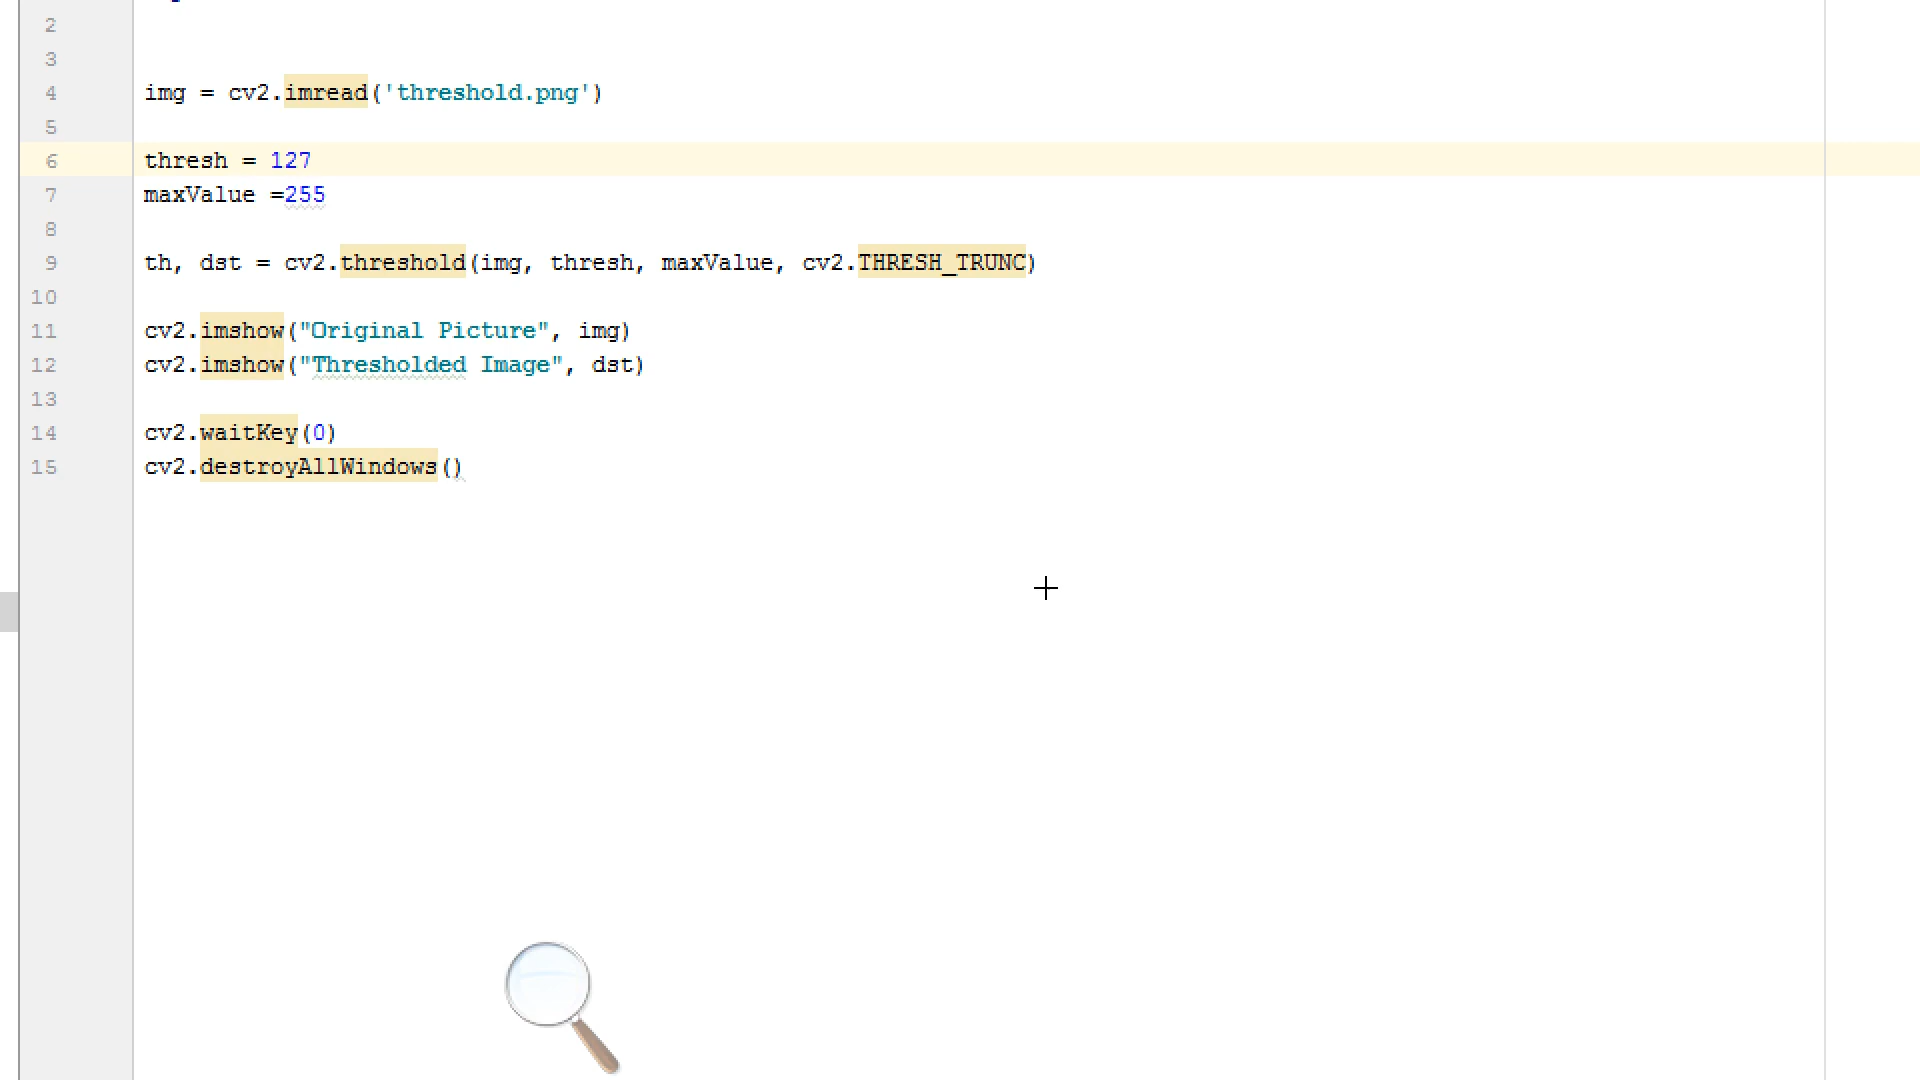 2
3
4 img = cv2.imread('threshold.png')
5
6 thresh = 127
7 maxValue =255
8
9 th, dst = cv2.threshold(img, thresh, maxValue, cv2.THRESH_TRUNC)
10
11 cv2.imshow("Original Picture", img)
12 cv2.imshow("Thresholded Image", dst)
13
14 cv2.waitKey(0)
15 cv2.destroyAllWindows()